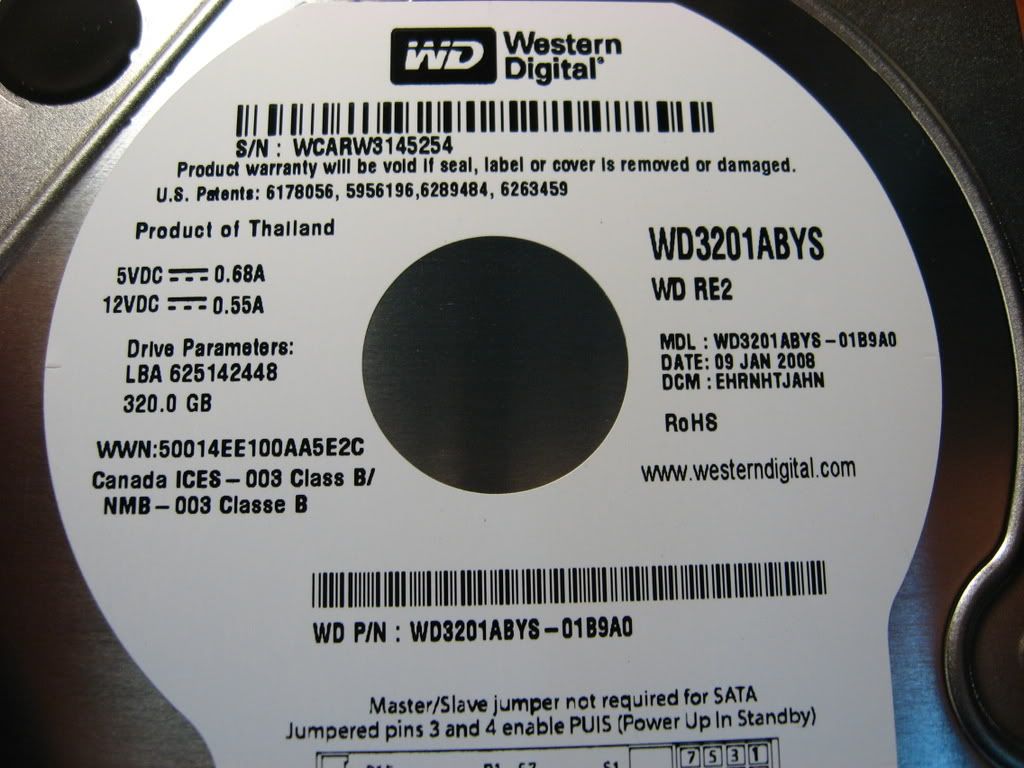 WD Western Digital®
S/N : WCARW3145254
Product warranty will be void if seal, label or cover is removed or damaged.
U.S. Patents: 6178056, 5956196,6289484, 6263459
Product of Thailand
5VDC 0.68A
12VDC 0.55A
Drive Parameters:
LBA 625142448
320.0 GB
WWN:50014EE100AA5E2C
Canada ICES-003 Class B/
NMB-003 Classe B
WD3201ABYS
WD RE2
MDL : WD3201ABYS-01B9A0
DATE: 09 JAN 2008
DCM : EHRNHTJAHN
RoHS
www.westerndigital.com
WD P/N : WD3201ABYS-01B9A0
Master/Slave jumper not required for SATA
Jumpered pins 3 and 4 enable PUIS (Power Up In Standby)
7 5 3 1